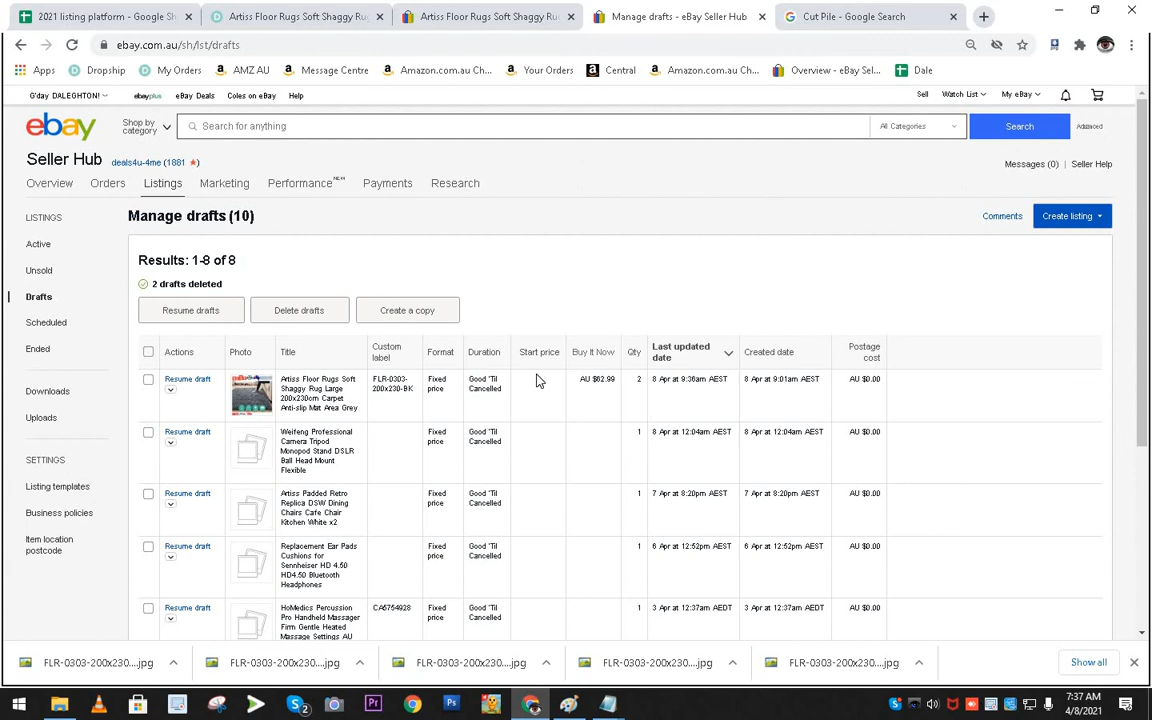 2021 listing platform - Google Sh
Artiss Floor Rugs Soft Shaggy Rug
Artiss Floor Rugs Soft Shaggy Ru
Manage drafts - eBay Seller Hub
Cut Pile - Google Search
ebay.com.au/sh/lst/drafts
Apps
Dropship
My Orders
AMZ AU
Message Centre
Amazon.com.au Ch...
Your Orders
Central
Amazon.com.au Ch...
Overview - eBay Sel...
Dale
G'day DALEGHTON!
ebayplus
eBay Deals
Coles on eBay
Help
Sell
Watch List
My eBay
ebay
Shop by
category
Search for anything
All Categories
Search
Advanced
Seller Hub
deals4u-4me (1881 ★)
Messages (0)
Seller Help
Overview
Orders
Listings
Marketing
Performance NEW
Payments
Research
LISTINGS
Active
Unsold
Drafts
Scheduled
Ended
Downloads
Uploads
SETTINGS
Listing templates
Business policies
Item location
postcode
Manage drafts (10)
Comments
Create listing
Results: 1-8 of 8
2 drafts deleted
Resume drafts
Delete drafts
Create a copy
Actions
Photo
Title
Custom
label
Format
Duration
Start price
Buy It Now
Qty
Last updated
date
Created date
Postage
cost
Resume draft
Artiss Floor Rugs Soft
Shaggy Rug Large
200x230cm Carpet
Anti-slip Mat Area Grey
FLR-0303-
200x230-BK
Fixed
price
Good 'Til
Cancelled
AU $62.99
2
8 Apr at 9:36am AEST
8 Apr at 9:01am AEST
AU $0.00
Resume draft
Weifeng Professional
Camera Tripod
Monopod Stand DSLR
Ball Head Mount
Flexible
Fixed
price
Good 'Til
Cancelled
1
8 Apr at 12:04am AEST
8 Apr at 12:04am AEST
AU $0.00
Resume draft
Artiss Padded Retro
Replica DSW Dining
Chairs Cafe Chair
Kitchen White x2
Fixed
price
Good 'Til
Cancelled
1
7 Apr at 8:20pm AEST
7 Apr at 8:20pm AEST
AU $0.00
Resume draft
Replacement Ear Pads
Cushions for
Sennheiser HD 4.50
HD4.50 Bluetooth
Headphones
Fixed
price
Good 'Til
Cancelled
1
6 Apr at 12:52pm AEST
6 Apr at 12:52pm AEST
AU $0.00
Resume draft
HoMedics Percussion
Pro Handheld Massager
Firm Gentle Heated
Massage Settings AU
CA6764928
Fixed
price
Good 'Til
Cancelled
1
3 Apr at 12:37am AEDT
3 Apr at 12:37am AEDT
AU $0.00
FLR-0303-200x230....jpg
FLR-0303-200x230....jpg
FLR-0303-200x230....jpg
FLR-0303-200x230....jpg
FLR-0303-200x230....jpg
Show all
7:37 AM
4/8/2021